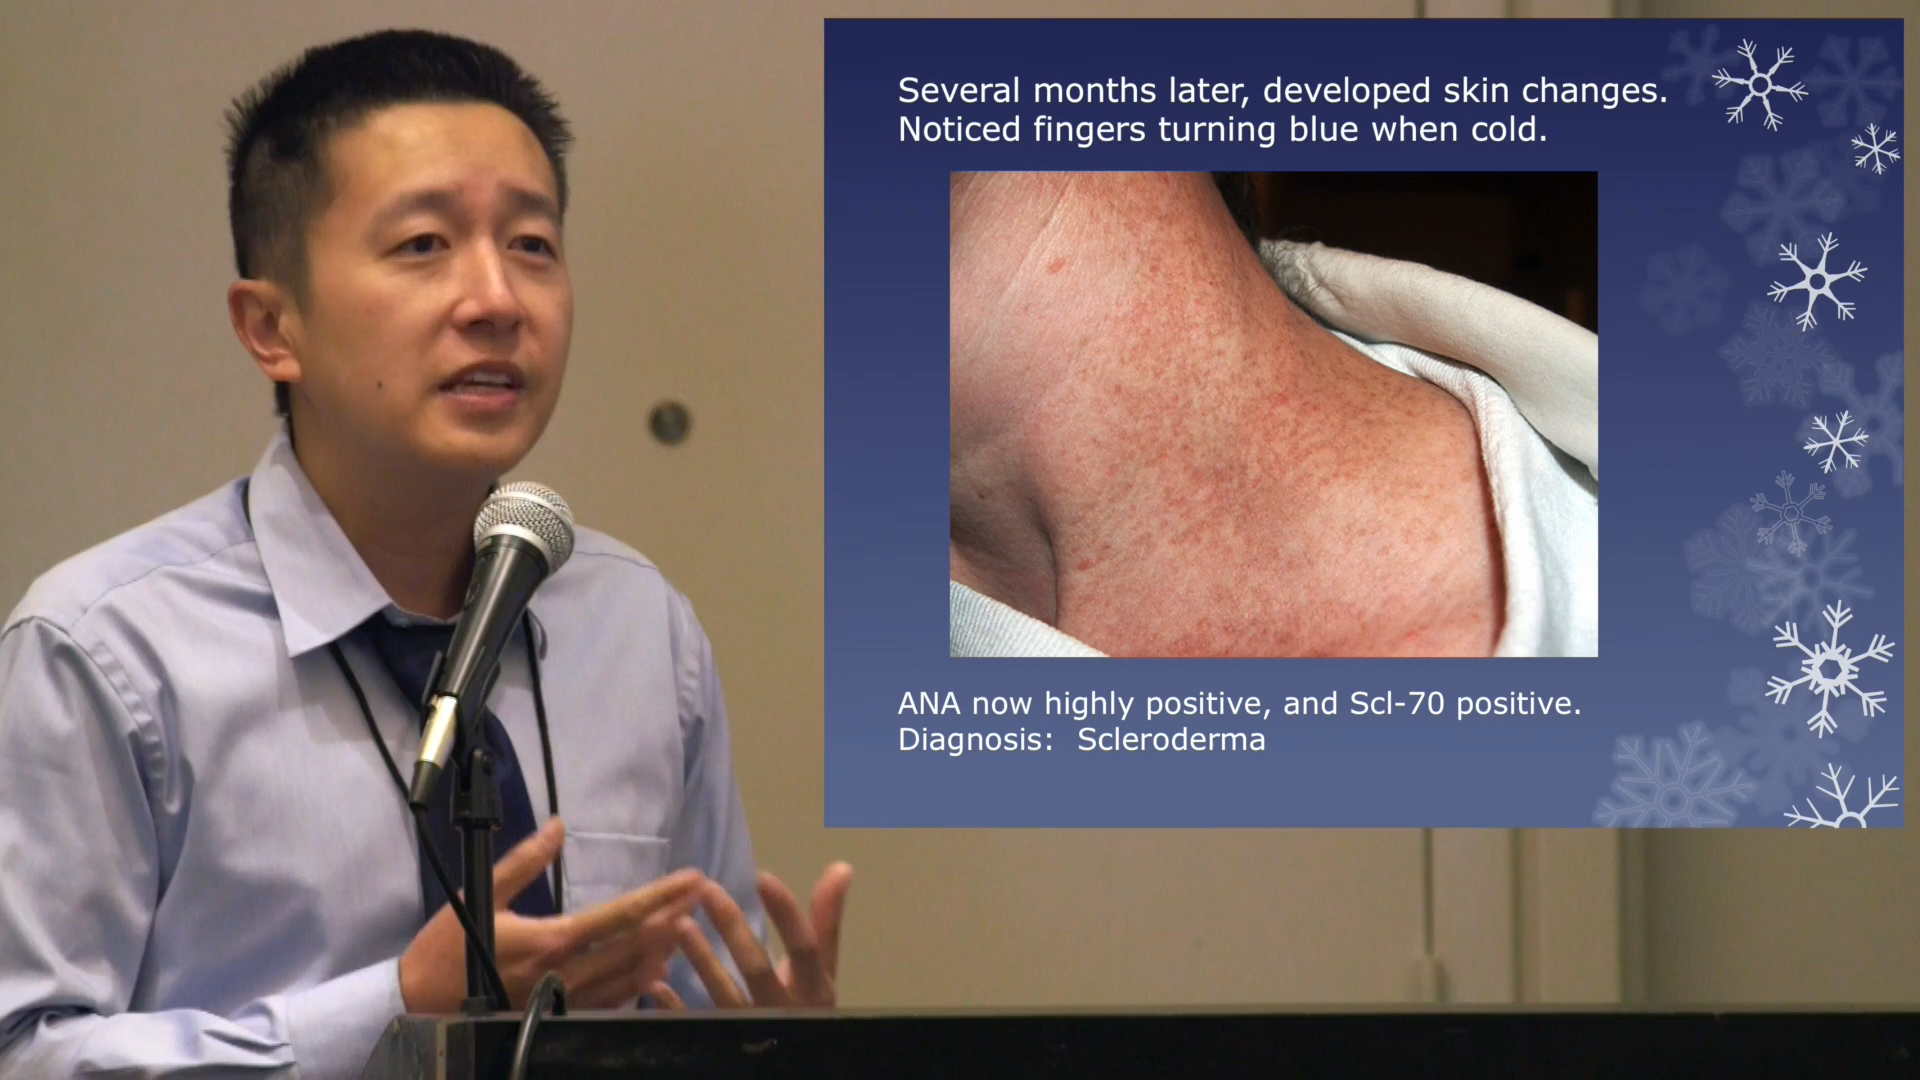 Several months later, developed skin changes.
Noticed fingers turning blue when cold.
ANA now highly positive, and Scl-70 positive.
Diagnosis: Scleroderma